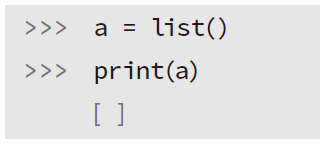 >>> a = list()
>>> print(a)
[ ]